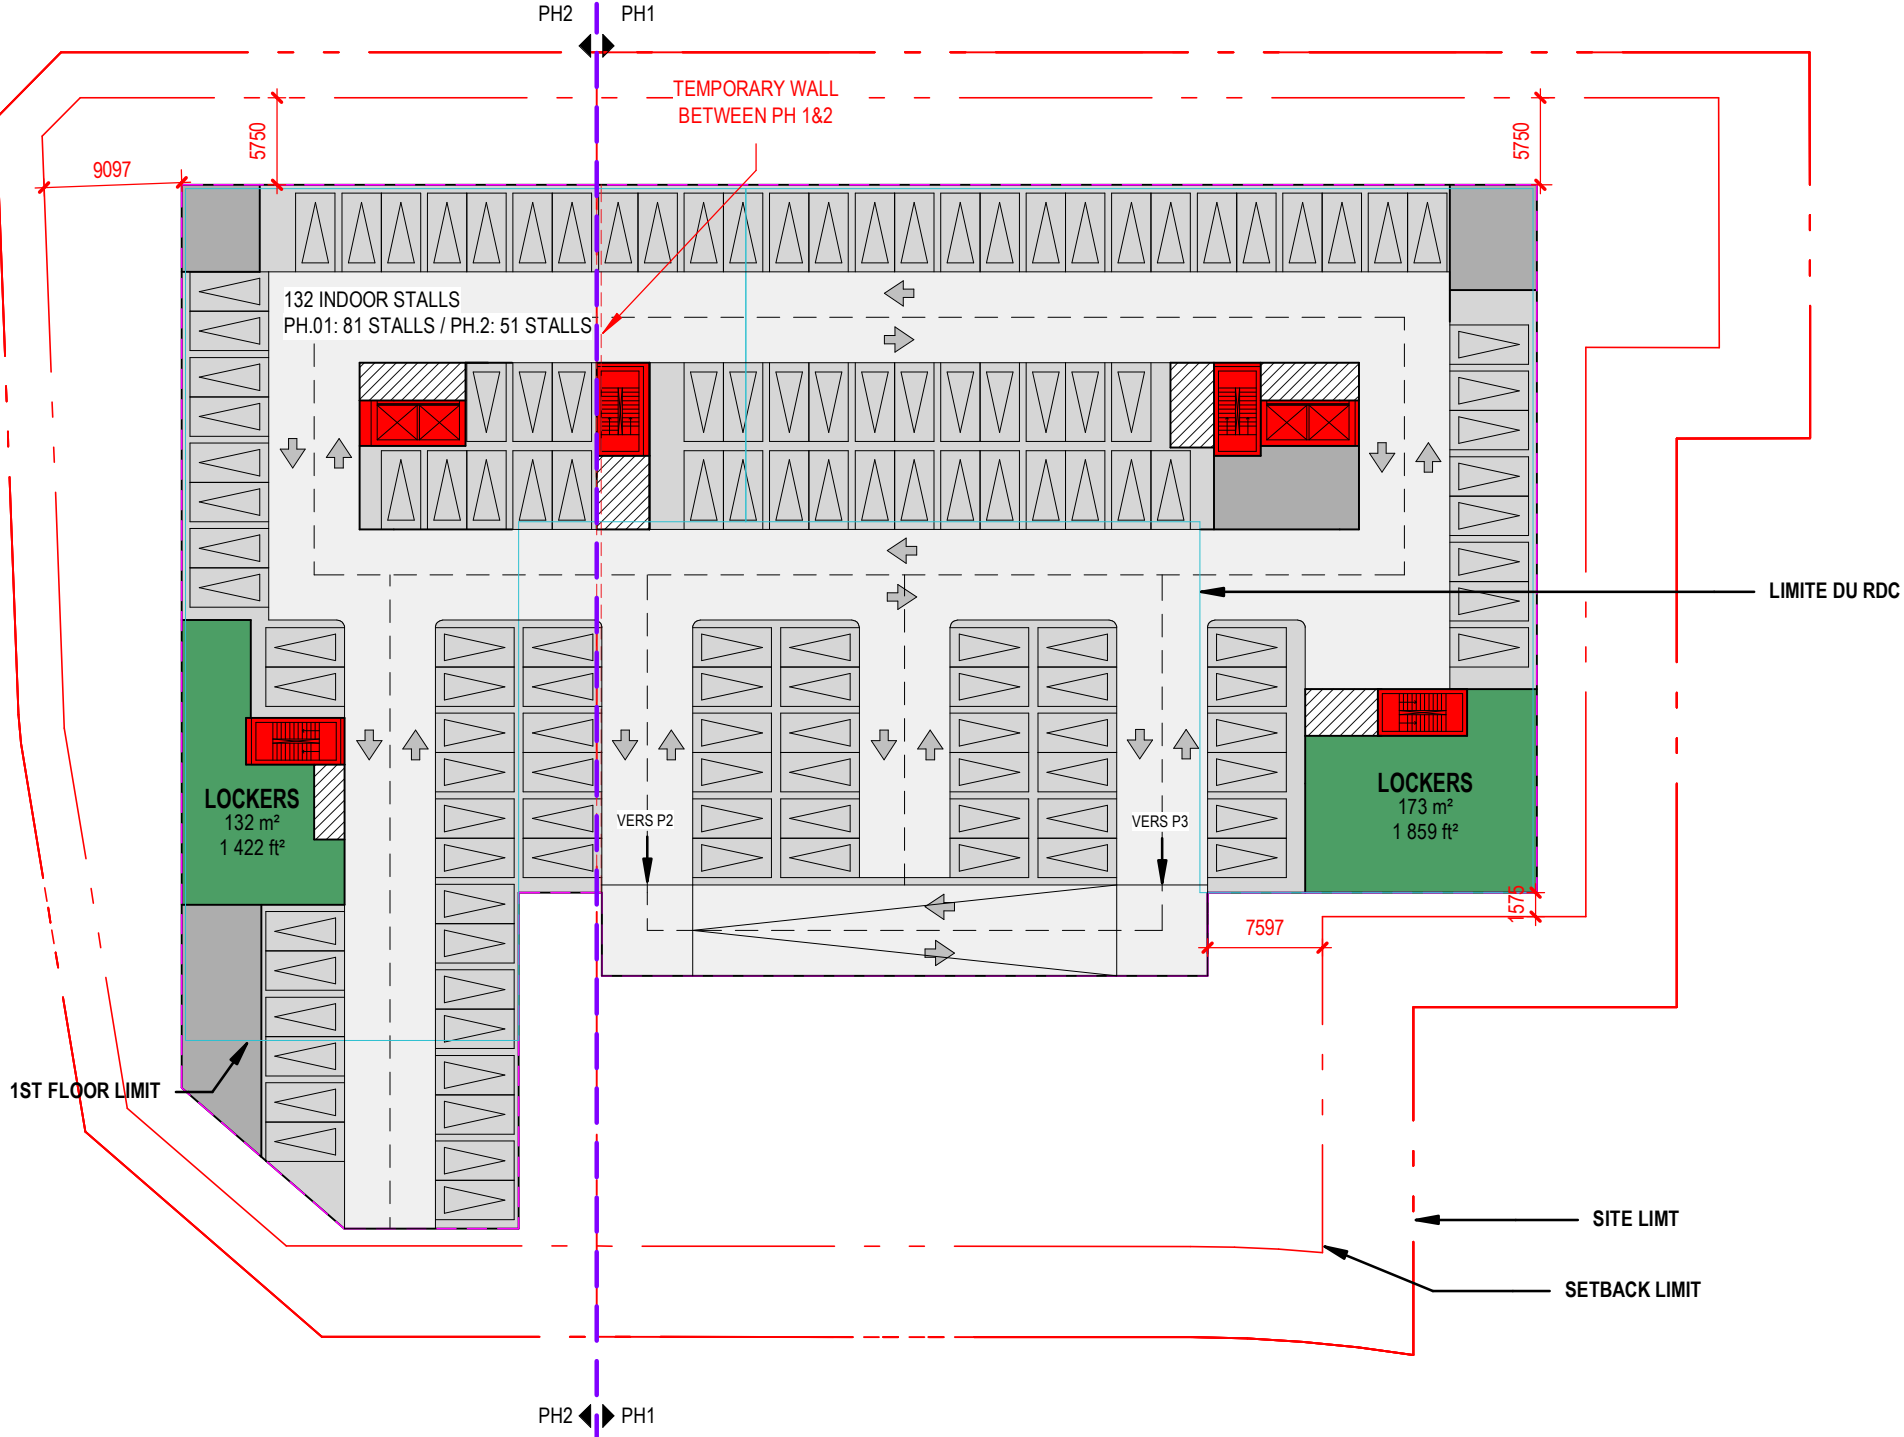 PH2 PH1
TEMPORARY WALL
BETWEEN PH 1&2
5750
5750
9097
132 INDOOR STALLS
PH.01: 81 STALLS / PH.2: 51 STALLS
LIMITE DU RDC
LOCKERS
132 m²
1 422 ft²
VERS P2
VERS P3
LOCKERS
173 m²
1 859 ft²
1575
7597
1ST FLOOR LIMIT
SITE LIMT
SETBACK LIMIT
PH2 PH1